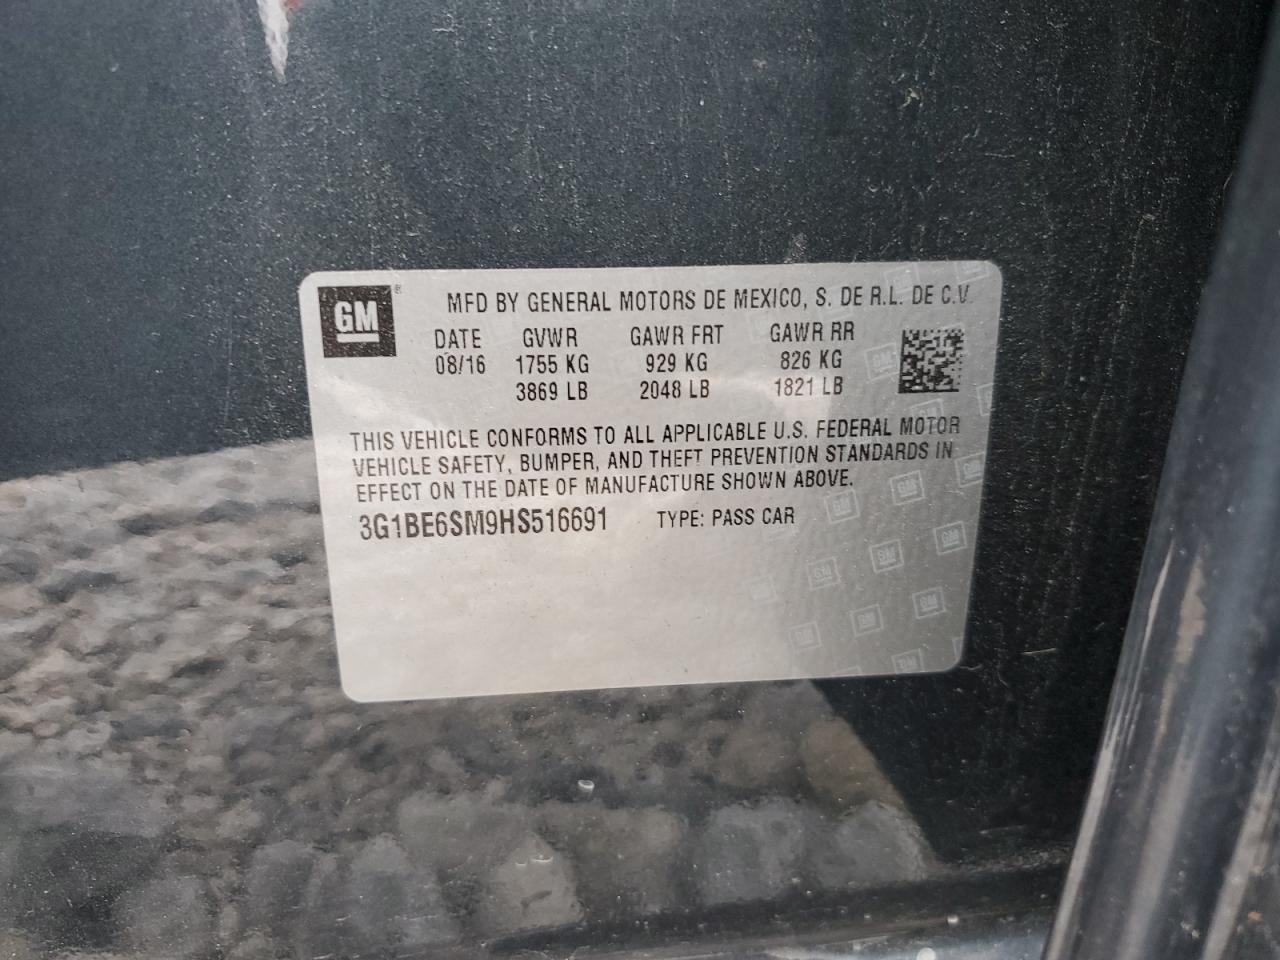 GM ® MFD BY GENERAL MOTORS DE MEXICO, S. DE R.L. DE C.V.
DATE GVWR GAWR FRT GAWR RR
08/16 1755 KG 929 KG 826 KG
3869 LB 2048 LB 1821 LB
THIS VEHICLE CONFORMS TO ALL APPLICABLE U.S. FEDERAL MOTOR
VEHICLE SAFETY, BUMPER, AND THEFT PREVENTION STANDARDS IN
EFFECT ON THE DATE OF MANUFACTURE SHOWN ABOVE.
3G1BE6SM9HS516691 TYPE: PASS CAR